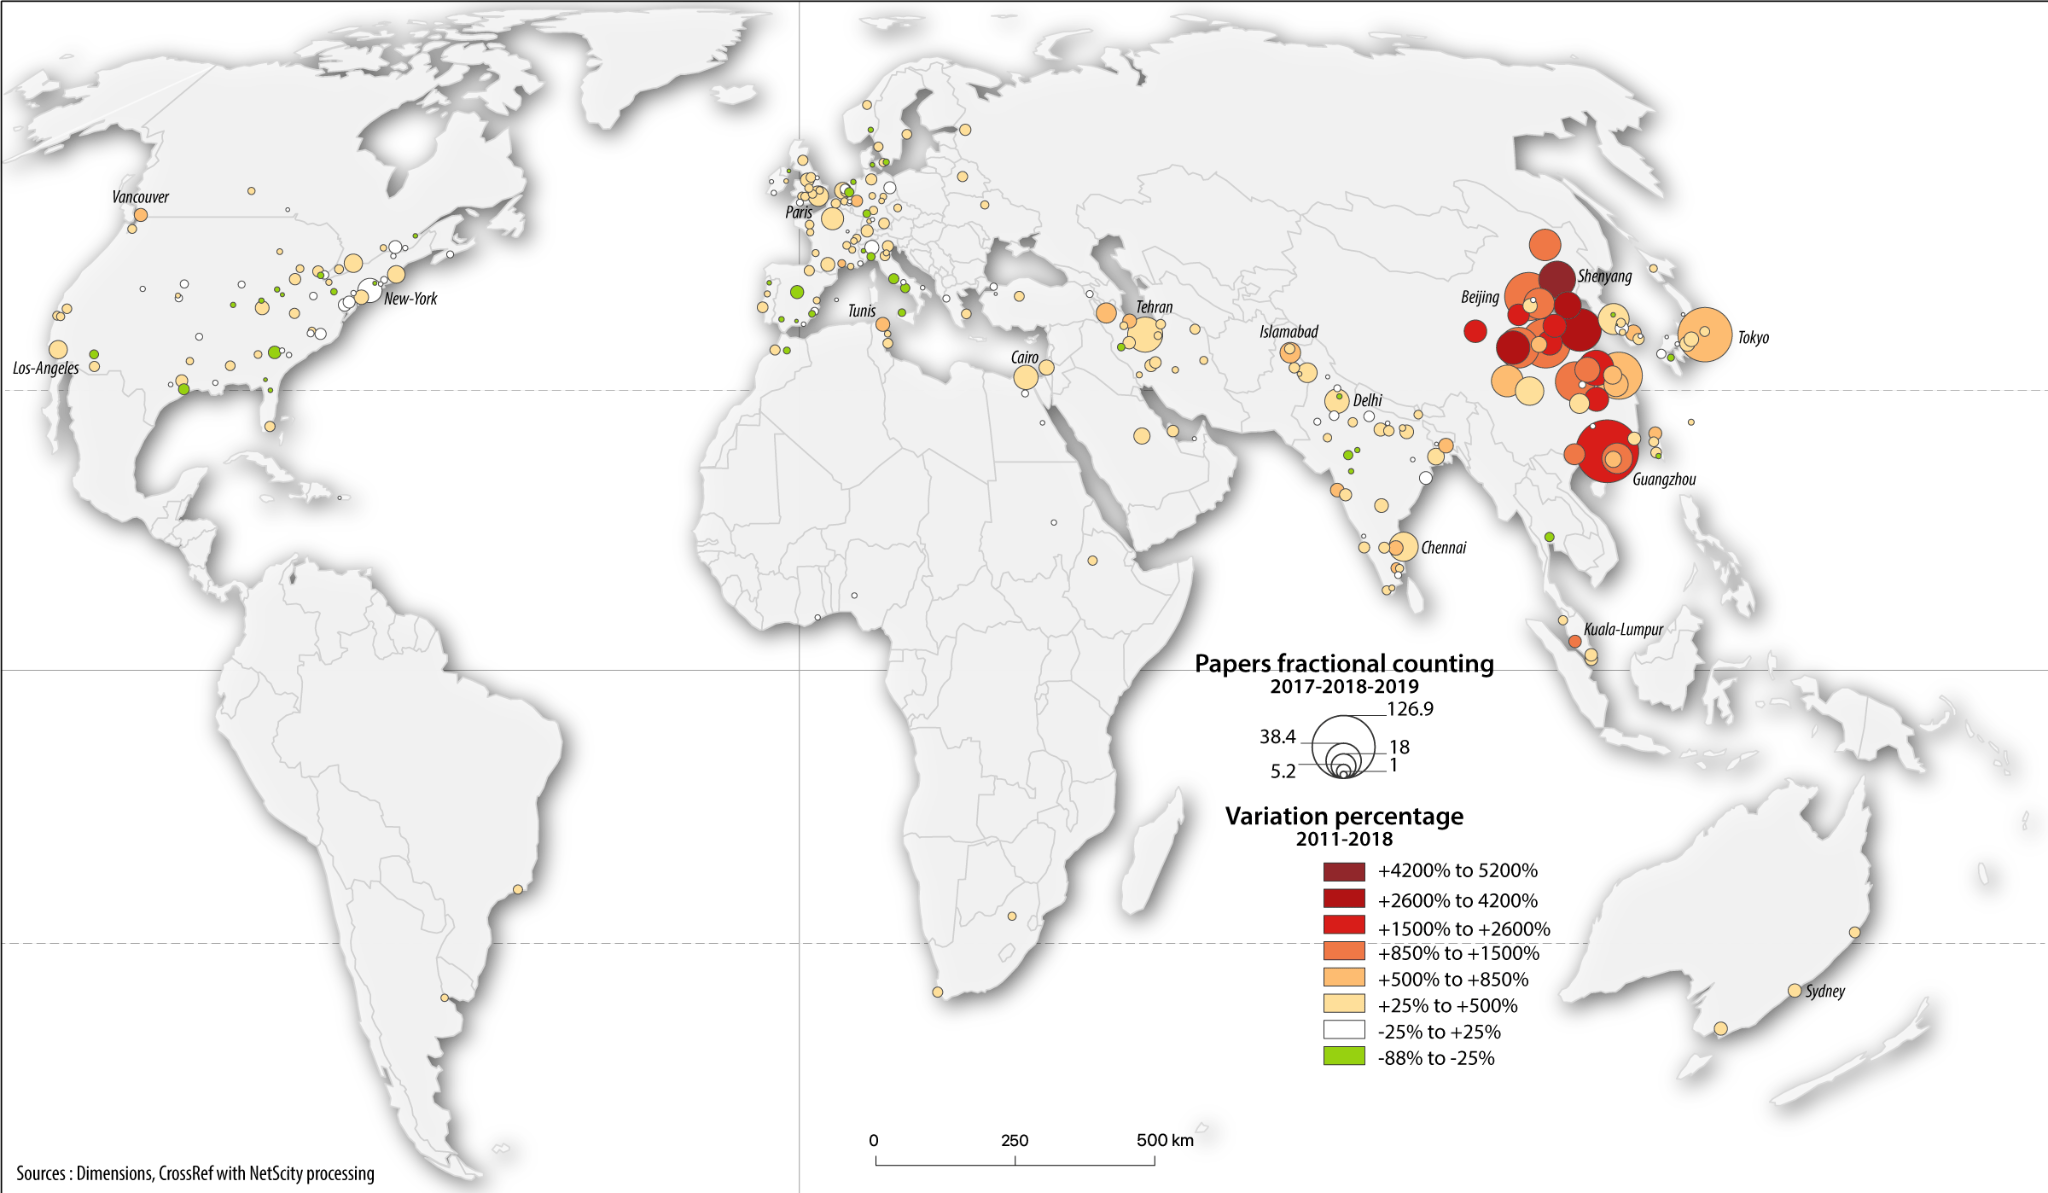 Vancouver
Paris
Shenyang
Beijing
New-York
Tunis
Tehran
Islamabad
Tokyo
Los-Angeles
Cairo
Delhi
Guangzhou
Chennai
Kuala-Lumpur
Papers fractional counting
2017-2018-2019
126.9
38.4
18
5.2
1
Variation percentage
2011-2018
+4200% to 5200%
+2600% to 4200%
+1500% to +2600%
+850% to +1500%
+500% to +850%
+25% to +500%
-25% to +25%
-88% to -25%
Sydney
0 250 500 km
Sources : Dimensions, CrossRef with NetScity processing